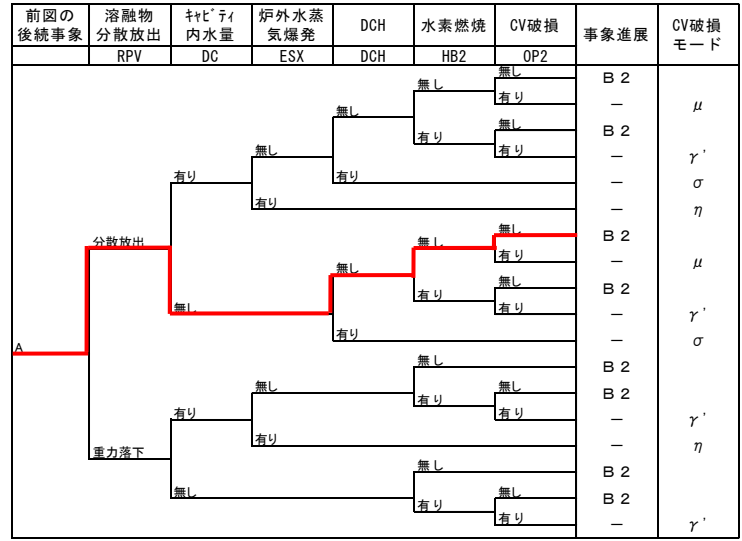 前図の 溶融物 ｷｬﾋﾞﾃｨ 炉外水蒸 DCH 水素燃焼 CV破損 事象進展 CV破損
後続事象 分散放出 内水量 気爆発 モード
RPV DC ESX DCH HB2 OP2
無し B2
無し
有り － μ
無し
無し B2
有り
有り － γ'
無し
有り 有り － σ
有り － η
分散放出 無し 無し B2
有り － μ
無し
無し B2
有り
無し 有り － γ'
有り － σ
A
無し B2
無し 無し B2
有り
有り 有り － γ'
有り － η
重力落下
無し B2
無し 無し B2
有り
有り － γ'